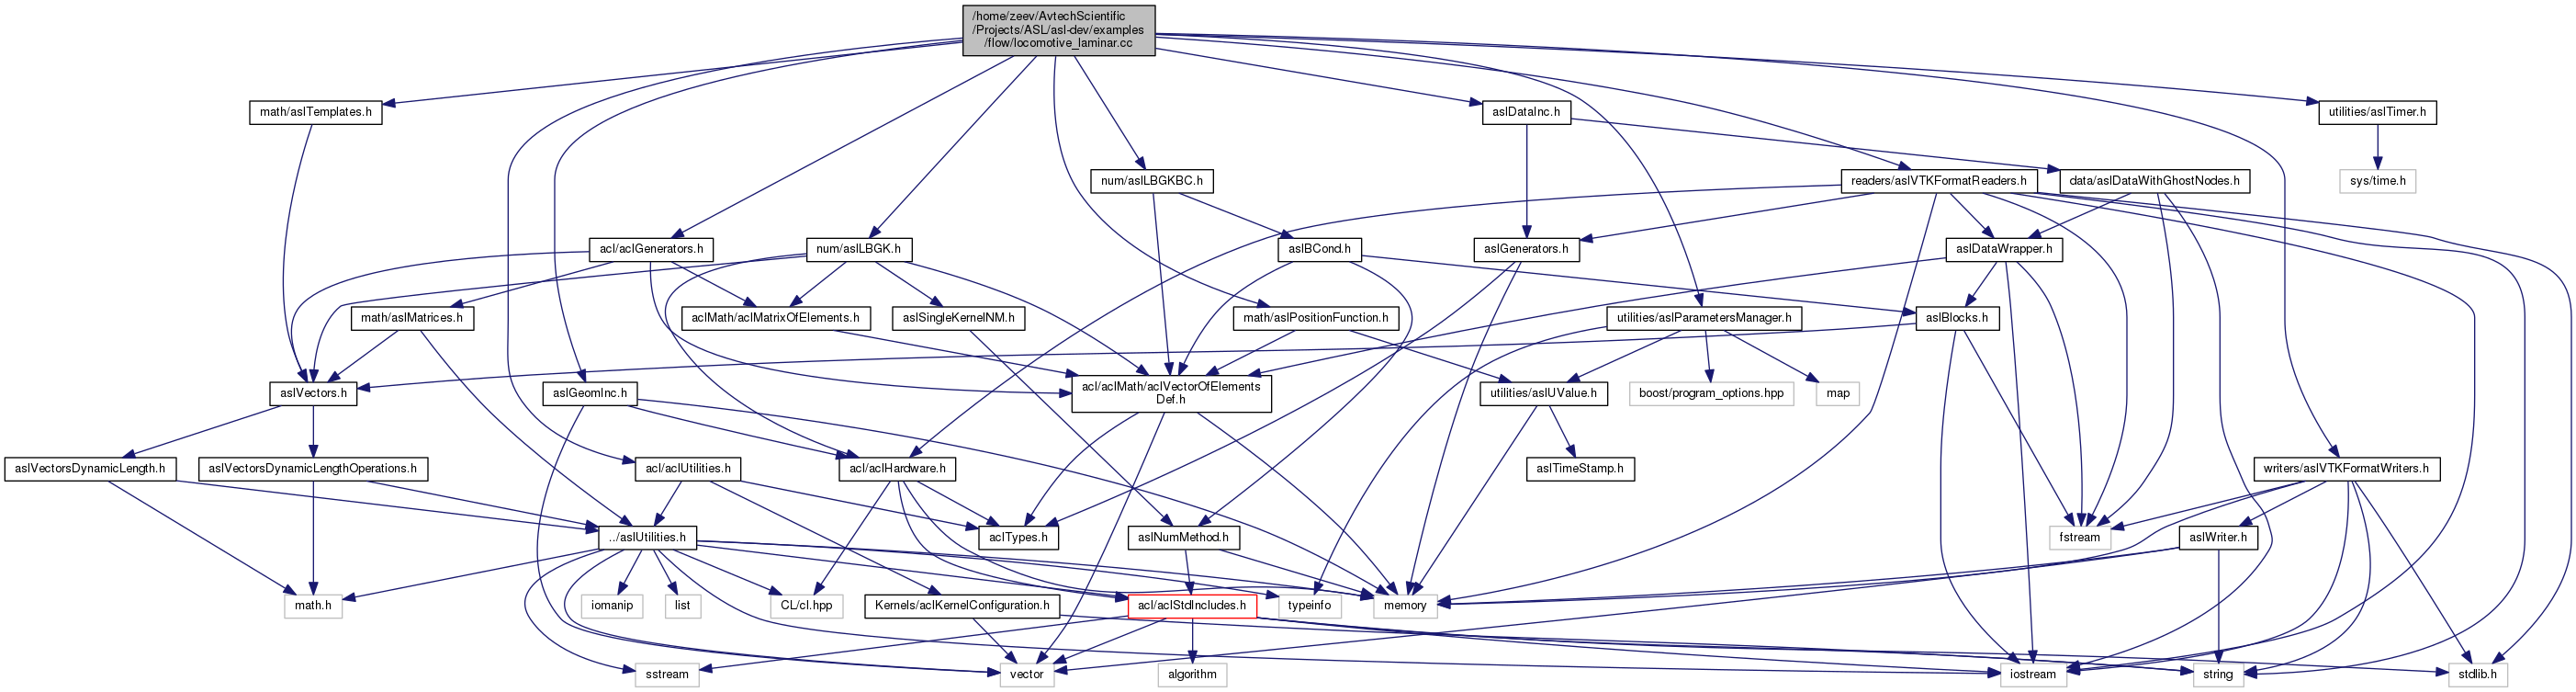 /home/zeev/AvtechScientific
/Projects/ASL/asl-dev/examples
/flow/locomotive_laminar.cc
math/aslTemplates.h
aslDataInc.h
utilities/aslTimer.h
num/aslLBGKBC.h
readers/aslVTKFormatReaders.h
data/aslDataWithGhostNodes.h
sys/time.h
acl/aclGenerators.h
num/aslLBGK.h
aslBCond.h
aslGenerators.h
aslDataWrapper.h
math/aslMatrices.h
aclMath/aclMatrixOfElements.h
aslSingleKernelNM.h
math/aslPositionFunction.h
utilities/aslParametersManager.h
aslBlocks.h
aslVectors.h
aslGeomInc.h
acl/aclMath/aclVectorOfElements
Def.h
utilities/aslUValue.h
boost/program_options.hpp
map
aslVectorsDynamicLength.h
aslVectorsDynamicLengthOperations.h
acl/aclUtilities.h
acl/aclHardware.h
aslTimeStamp.h
writers/aslVTKFormatWriters.h
../aslUtilities.h
aclTypes.h
aslNumMethod.h
fstream
aslWriter.h
math.h
iomanip
list
CL/cl.hpp
Kernels/aclKernelConfiguration.h
acl/aclStdIncludes.h
typeinfo
memory
sstream
vector
algorithm
iostream
string
stdlib.h